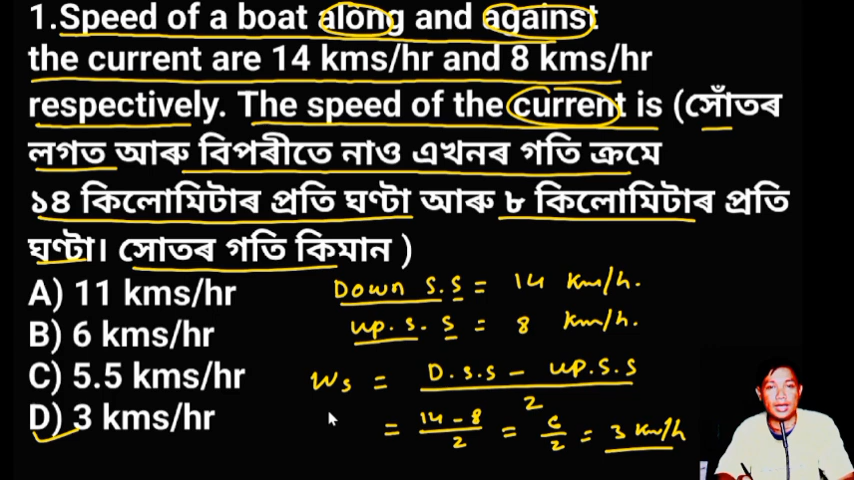 1.Speed of a boat along and against
the current are 14 kms/hr and 8 kms/hr
respectively. The speed of the current is (সোঁতৰ
লগত আৰু বিপৰীতে নাও এখনৰ গতি ক্ৰমে
১৪ কিলোমিটাৰ প্ৰতি ঘণ্টা আৰু ৮ কিলোমিটাৰ প্ৰতি
ঘণ্টা। সোতৰ গতি কিমান )
A) 11 kms/hr
B) 6 kms/hr
C) 5.5 kms/hr
D) 3 kms/hr
Down S.S = 14 Km/h.
up. s. s = 8 Km/h.
Ws = D.s.s - up.s.s / 2
= 14-8 / 2 = 6 / 2 = 3 Km/h